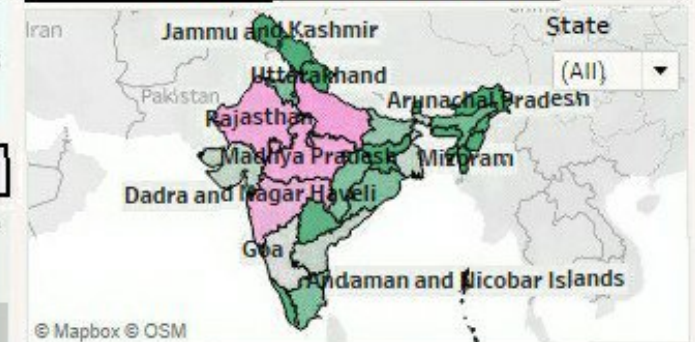 Iran
Jammu and Kashmir
State
(All)
Uttarakhand
Pakistan
Arunachal Pradesh
Rajasthan
Madhya Pradesh
Mizoram
Dadra and Nagar Haveli
Goa
Andaman and Nicobar Islands
© Mapbox © OSM